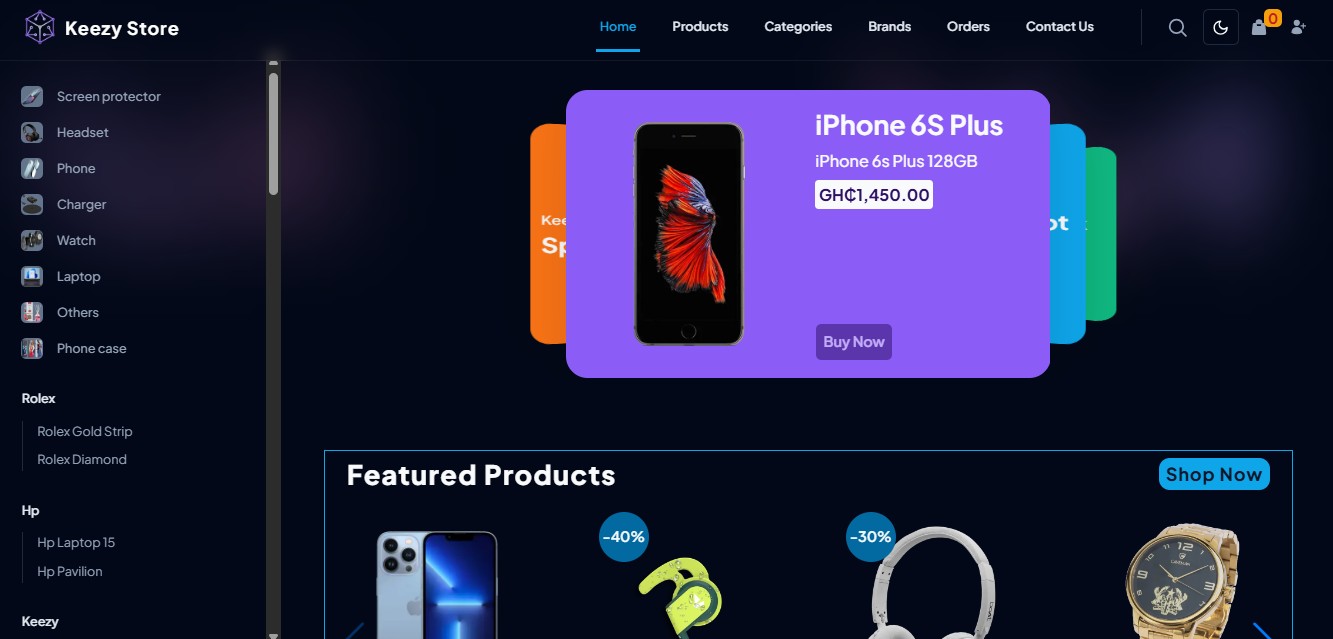 Keezy Store
Home
Products
Categories
Brands
Orders
Contact Us
0
Screen protector
Headset
Phone
Charger
Watch
Laptop
Others
Phone case
Rolex
Rolex Gold Strip
Rolex Diamond
Hp
Hp Laptop 15
Hp Pavilion
Keezy
Kee
Sp
iPhone 6S Plus
iPhone 6s Plus 128GB
GH₵1,450.00
Buy Now
ot
Featured Products
Shop Now
-40%
-30%
12